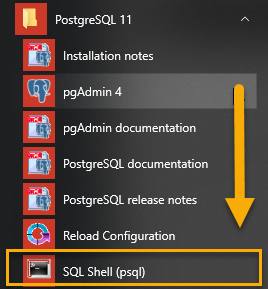 PostgreSQL 11
Installation notes
pgAdmin 4
pgAdmin documentation
PostgreSQL documentation
PostgreSQL release notes
Reload Configuration
SQL Shell (psql)